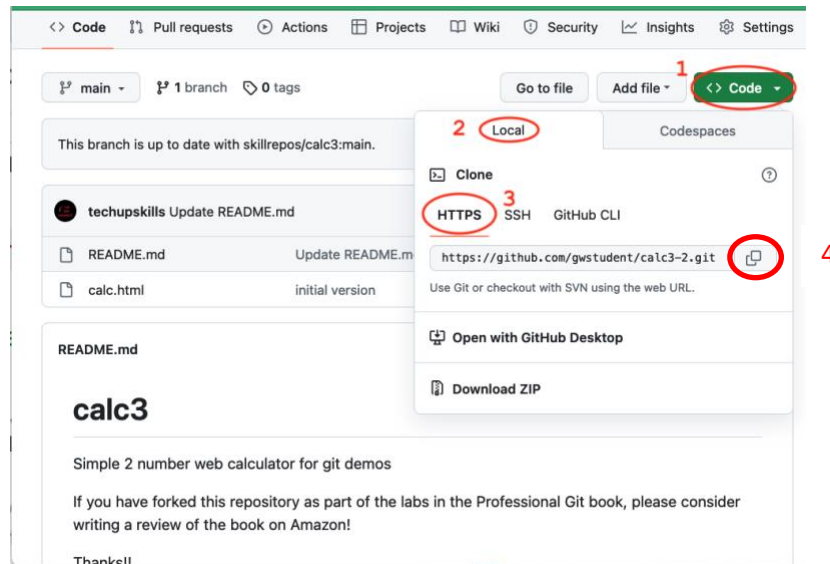 <> Code Pull requests Actions Projects Wiki Security Insights Settings
1
main 1 branch 0 tags Go to file Add file <> Code
2 Local Codespaces
This branch is up to date with skillrepos/calc3:main.
Clone
3
techupskills Update README.md
HTTPS SSH GitHub CLI
README.md Update README.m
https://github.com/gwstudent/calc3-2.git 4
calc.html initial version
Use Git or checkout with SVN using the web URL.
Open with GitHub Desktop
README.md
Download ZIP
calc3
Simple 2 number web calculator for git demos
If you have forked this repository as part of the labs in the Professional Git book, please consider
writing a review of the book on Amazon!
Thanks!!